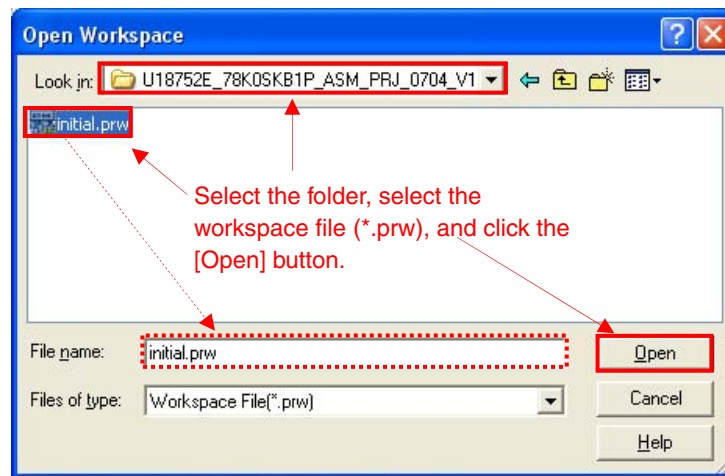 Open Workspace
Look in: U18752E_78K0SKB1P_ASM_PRJ_0704_V1
initial.prw
Select the folder, select the
workspace file (*.prw), and click the
[Open] button.
File name: initial.prw Open
Files of type: Workspace File(*.prw) Cancel
Help